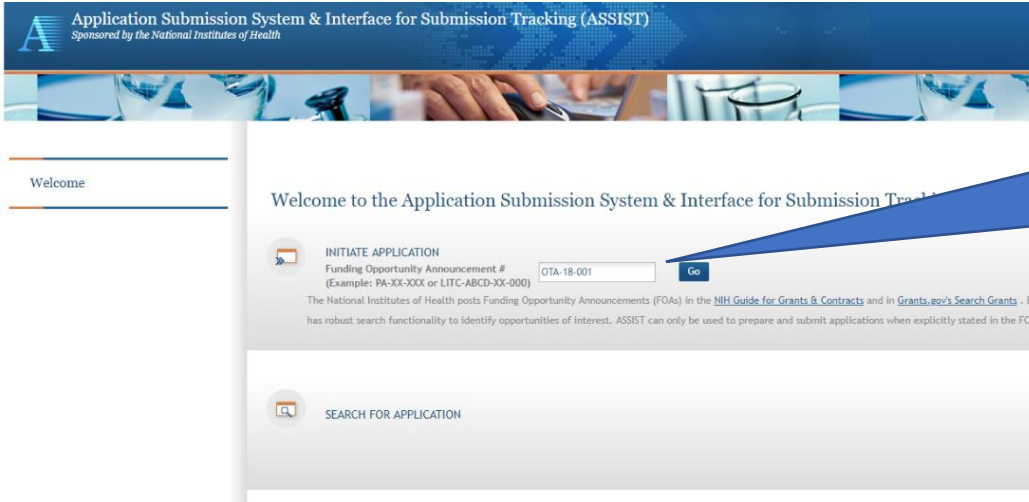 Application Submission System & Interface for Submission Tracking (ASSIST)
Sponsored by the National Institutes of Health
Welcome
Welcome to the Application Submission System & Interface for Submission
INITIATE APPLICATION
Funding Opportunity Announcement #
(Example: PA-XX-XXX or LITC-ABCD-XX-000)
OTA-18-001
Go
The National Institutes of Health posts Funding Opportunity Announcements (FOAs) in the NIH Guide for Grants & Contracts and in Grants.gov's Search Grants .
has robust search functionality to identify opportunities of interest. ASSIST can only be used to prepare and submit applications when explicitly stated in the
SEARCH FOR APPLICATION